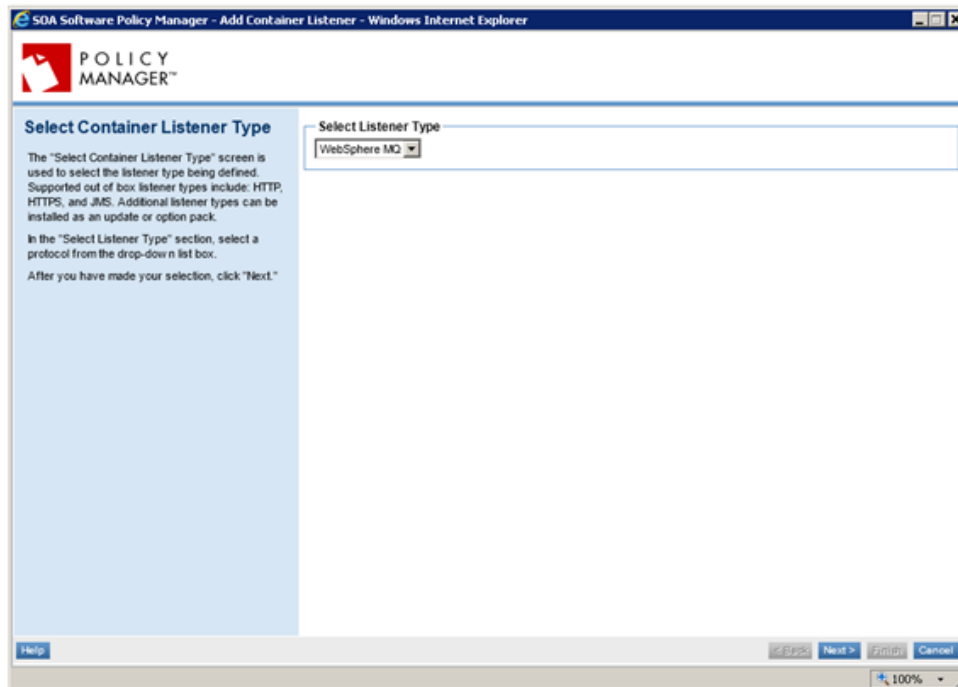 SOA Software Policy Manager - Add Container Listener - Windows Internet Explorer
POLICY
MANAGER™
Select Container Listener Type
The "Select Container Listener Type" screen is
used to select the listener type being defined.
Supported out of box listener types include: HTTP,
HTTPS, and JMS. Additional listener types can be
installed as an update or option pack.
In the "Select Listener Type" section, select a
protocol from the drop-down list box.
After you have made your selection, click "Next."
Select Listener Type
WebSphere MQ
Help
< Back
Next >
Finish
Cancel
100%